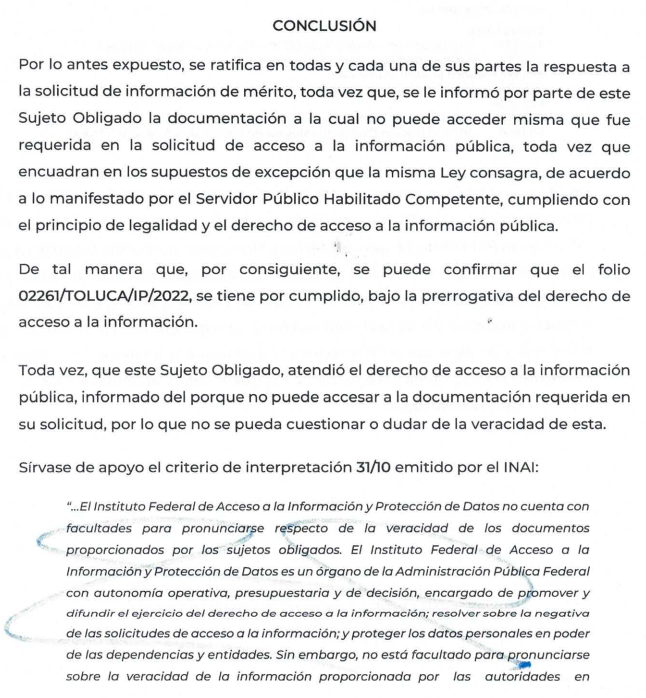 CONCLUSIÓN
Por lo antes expuesto, se ratifica en todas y cada una de sus partes la respuesta a
la solicitud de información de mérito, toda vez que, se le informó por parte de este
Sujeto Obligado la documentación a la cual no puede acceder misma que fue
requerida en la solicitud de acceso a la información pública, toda vez que
encuadran en los supuestos de excepción que la misma Ley consagra, de acuerdo
a lo manifestado por el Servidor Público Habilitado Competente, cumpliendo con
el principio de legalidad y el derecho de acceso a la información pública.
De tal manera que, por consiguiente, se puede confirmar que el folio
02261/TOLUCA/IP/2022, se tiene por cumplido, bajo la prerrogativa del derecho de
acceso a la información.
Toda vez, que este Sujeto Obligado, atendió el derecho de acceso a la información
pública, informado del porque no puede accesar a la documentación requerida en
su solicitud, por lo que no se pueda cuestionar o dudar de la veracidad de esta.
Sírvase de apoyo el criterio de interpretación 31/10 emitido por el INAI:
"...El Instituto Federal de Acceso a la Información y Protección de Datos no cuenta con
facultades para pronunciarse respecto de la veracidad de los documentos
proporcionados por los sujetos obligados. El Instituto Federal de Acceso a la
Información y Protección de Datos es un órgano de la Administración Pública Federal
con autonomía operativa, presupuestaria y de decisión, encargado de promover y
difundir el ejercicio del derecho de acceso a la información; resolver sobre la negativa
de las solicitudes de acceso a la información; y proteger los datos personales en poder
de las dependencias y entidades. Sin embargo, no está facultado para pronunciarse
sobre la veracidad de la información proporcionada por las autoridades en